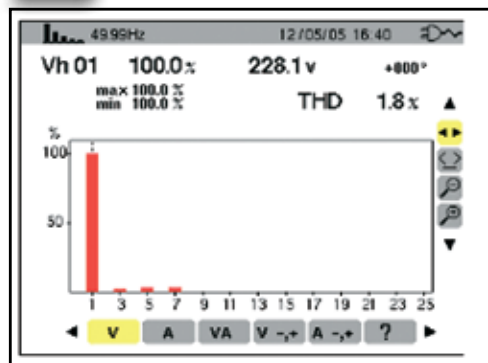 49.99Hz 12/05/05 16:40
Vh 01 100.0% 228.1 v +000°
max 100.0 %
min 100.0 %
THD 1.8 %
%
100
50
1 3 5 7 9 11 13 15 17 19 21 23 25
V A VA V -,+ A -,+ ?